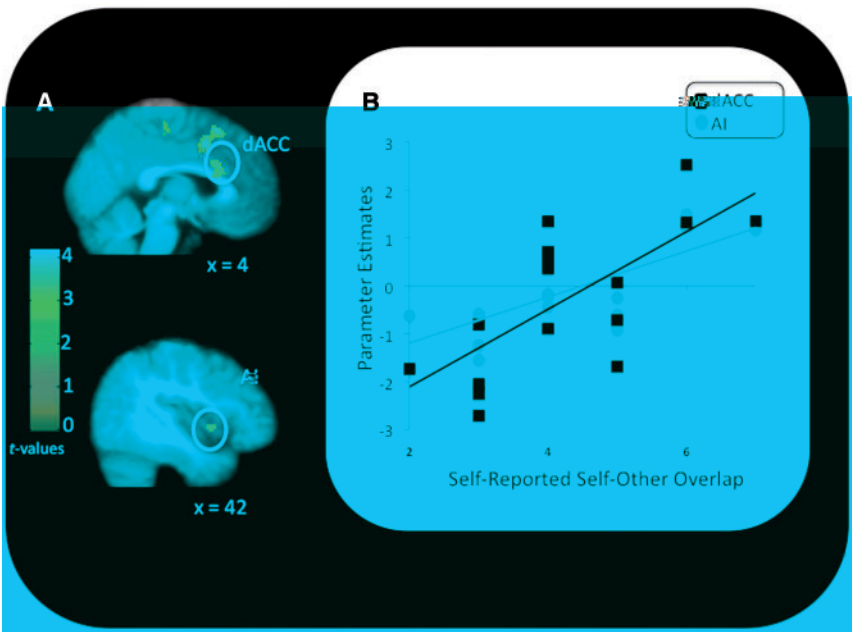 A
dACC
x = 4
4
3
2
1
0
t-values
AI
x = 42
B
dACC
AI
3
2
1
0
-1
-2
-3
Parameter Estimates
2
4
6
Self-Reported Self-Other Overlap